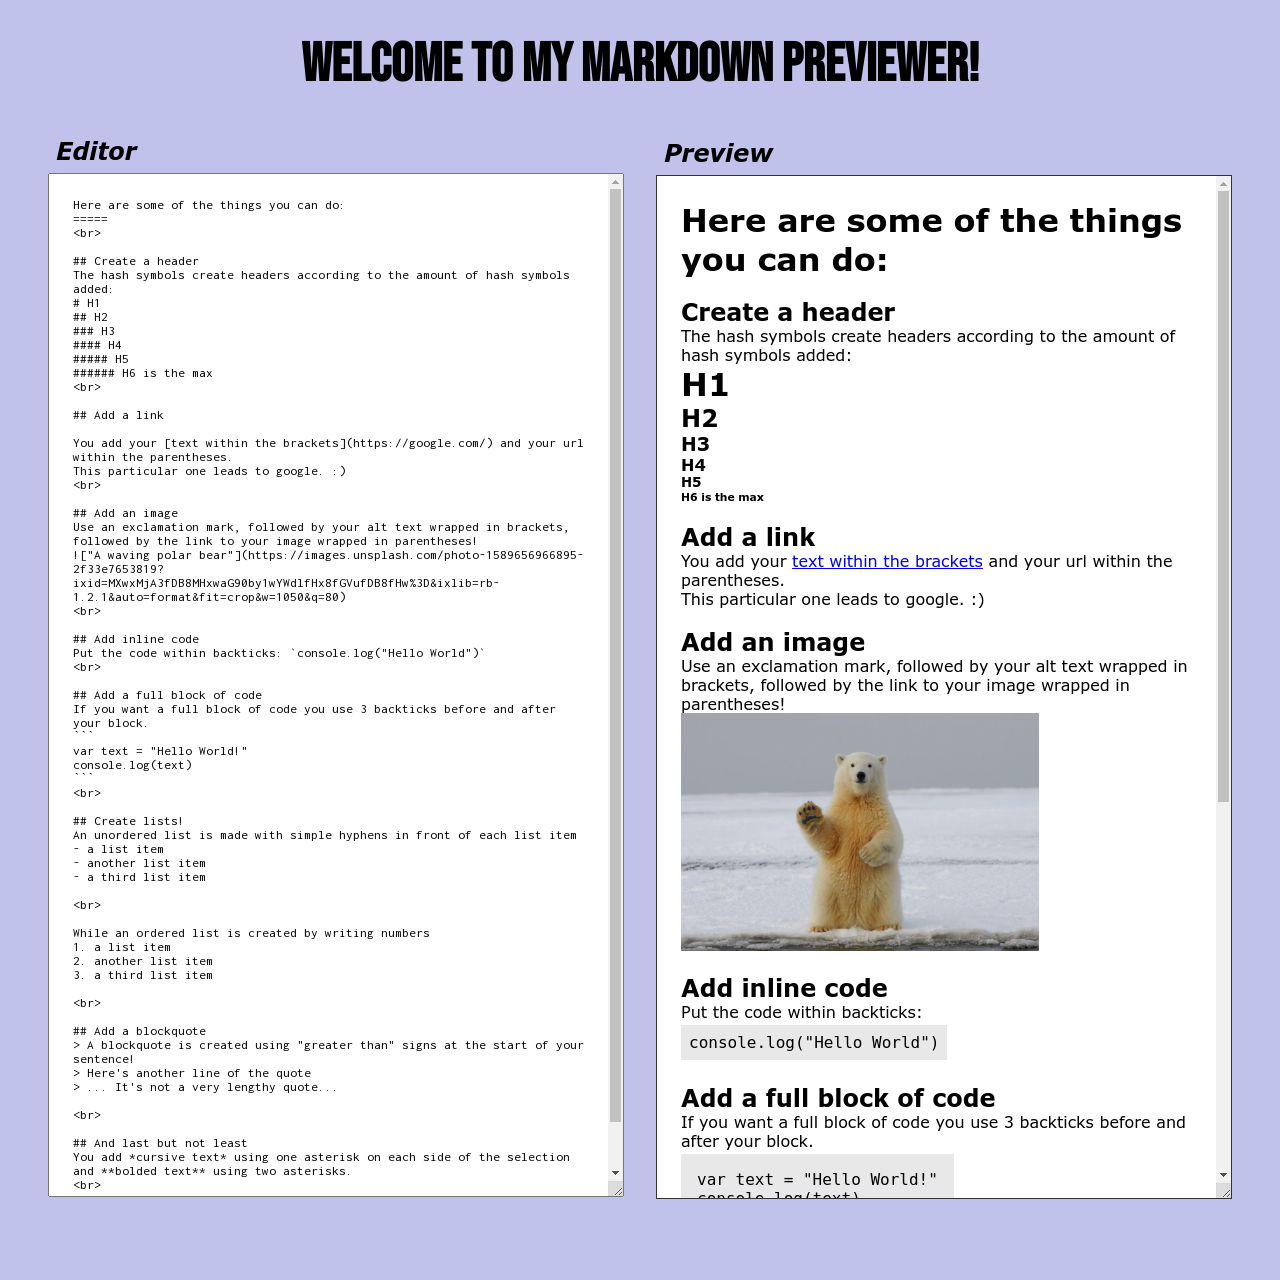 WELCOME TO MY MARKDOWN PREVIEWER!
Editor
Here are some of the things you can do:
=====
<br>
## Create a header
The hash symbols create headers according to the amount of hash symbols
added:
# H1
## H2
### H3
#### H4
##### H5
###### H6 is the max
<br>
## Add a link
You add your [text within the brackets](https://google.com/) and your url
within the parentheses.
This particular one leads to google. :)
<br>
## Add an image
Use an exclamation mark, followed by your alt text wrapped in brackets,
followed by the link to your image wrapped in parentheses!
!["A waving polar bear"](https://images.unsplash.com/photo-1589656966895-
2f33e7653819?
ixid=MXwxMjA3fDB8MHxwaG90by1wYWdlfHx8fGVufDB8fHw%3D&ixlib=rb-
1.2.1&auto=format&fit=crop&w=1050&q=80)
<br>
## Add inline code
Put the code within backticks: `console.log("Hello World")`
<br>
## Add a full block of code
If you want a full block of code you use 3 backticks before and after
your block.
```
var text = "Hello World!"
console.log(text)
```
<br>
## Create lists!
An unordered list is made with simple hyphens in front of each list item
- a list item
- another list item
- a third list item
<br>
While an ordered list is created by writing numbers
1. a list item
2. another list item
3. a third list item
<br>
## Add a blockquote
> A blockquote is created using "greater than" signs at the start of your
sentence!
> Here's another line of the quote
> ... It's not a very lengthy quote...
<br>
## And last but not least
You add *cursive text* using one asterisk on each side of the selection
and **bolded text** using two asterisks.
<br>
Preview
Here are some of the things
you can do:
Create a header
The hash symbols create headers according to the amount of
hash symbols added:
H1
H2
H3
H4
H5
H6 is the max
Add a link
You add your text within the brackets and your url within the
parentheses.
This particular one leads to google. :)
Add an image
Use an exclamation mark, followed by your alt text wrapped in
brackets, followed by the link to your image wrapped in
parentheses!
Add inline code
Put the code within backticks:
console.log("Hello World")
Add a full block of code
If you want a full block of code you use 3 backticks before and
after your block.
var text = "Hello World!"
console.log(text)